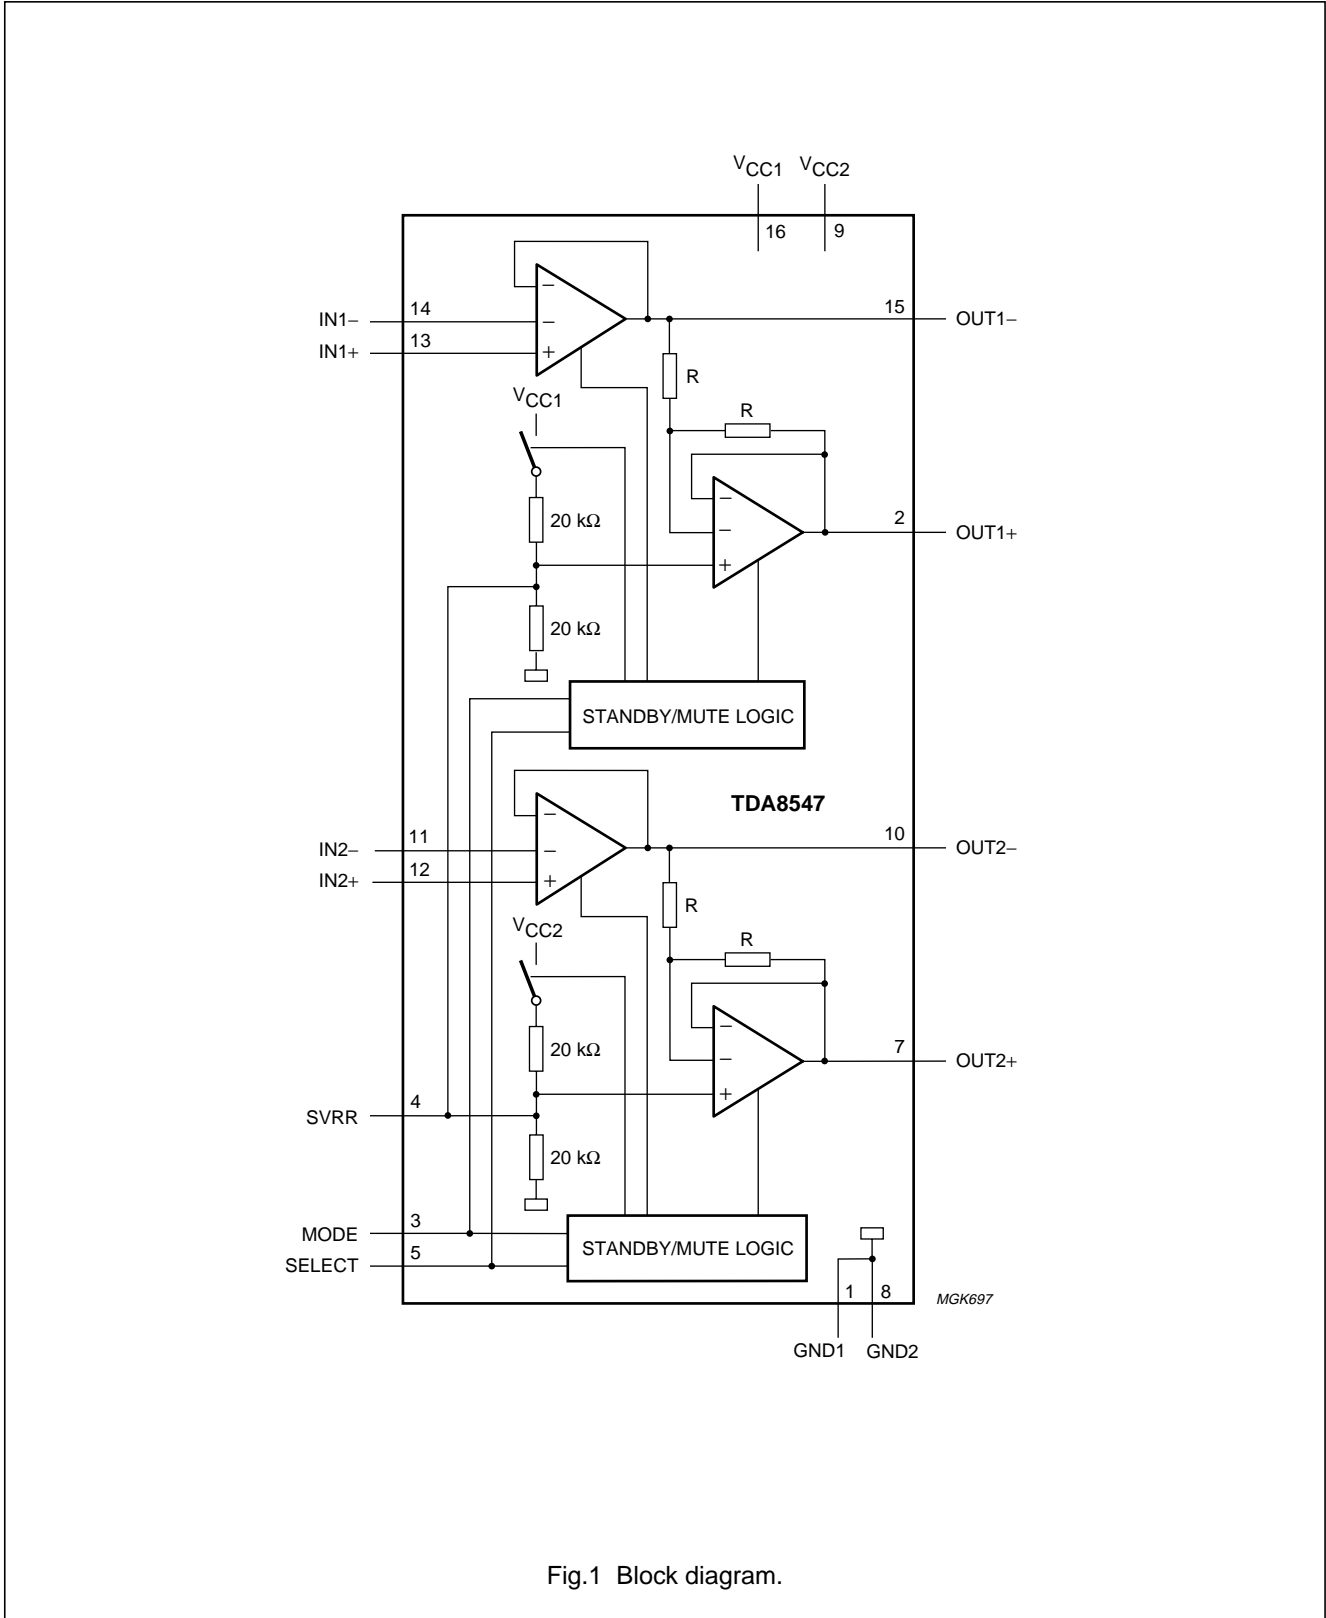 VCC1 VCC2
16 9
IN1− 14 15 OUT1−
IN1+ 13
R
VCC1
R
20 kΩ
2 OUT1+
20 kΩ
STANDBY/MUTE LOGIC
TDA8547
IN2− 11 10 OUT2−
IN2+ 12
R
VCC2
R
20 kΩ
7 OUT2+
SVRR 4
20 kΩ
MODE 3
STANDBY/MUTE LOGIC
SELECT 5
1 8 MGK697
GND1 GND2
Fig.1 Block diagram.